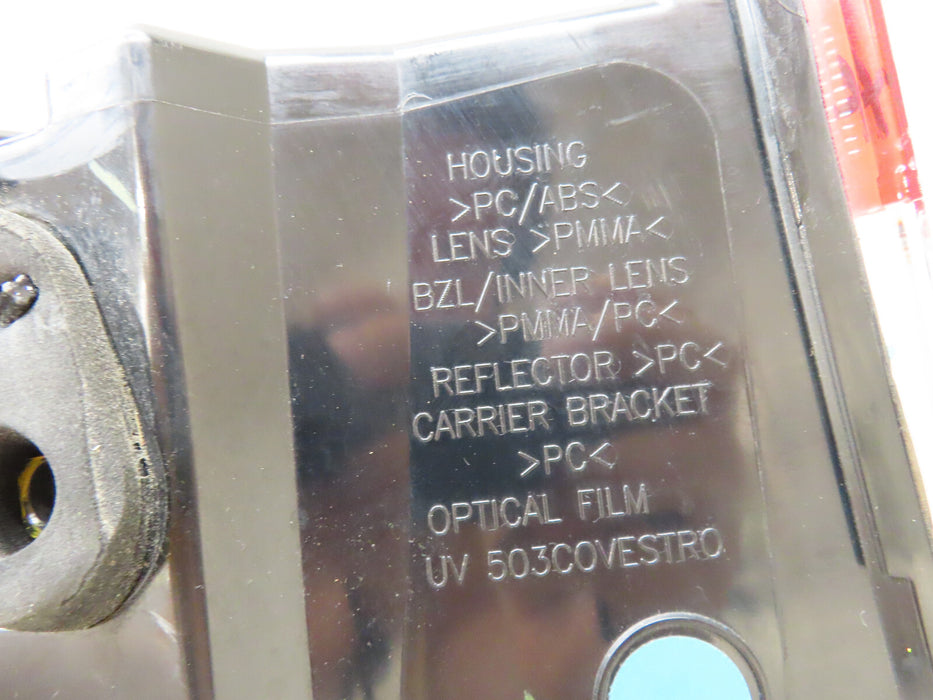 HOUSING
>PC/ABS<
LENS >PMMA<
BZL/INNER LENS
>PMMA/PC<
REFLECTOR >PC<
CARRIER BRACKET
>PC<
OPTICAL FILM
UV 503COVESTRO